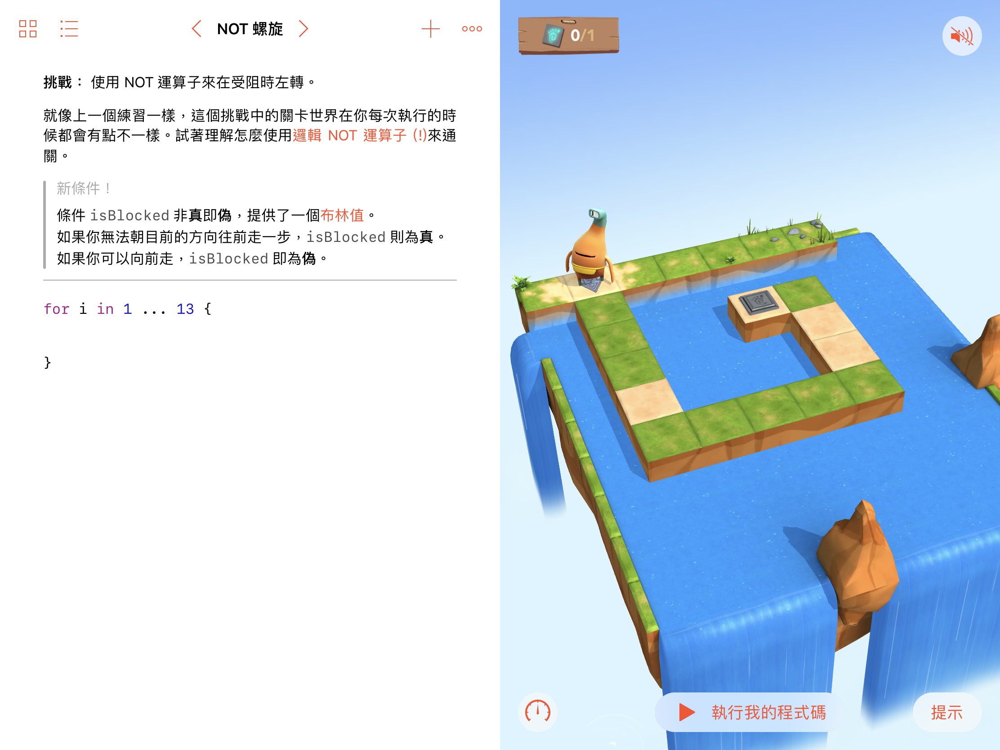 NOT 螺旋
挑戰： 使用 NOT 運算子來在受阻時左轉。
就像上一個練習一樣，這個挑戰中的關卡世界在你每次執行的時
候都會有點不一樣。試著理解怎麼使用邏輯 NOT 運算子 (!)來通
關。
新條件！
條件 isBlocked 非真即偽，提供了一個布林值。
如果你無法朝目前的方向往前走一步，isBlocked 則為真。
如果你可以向前走，isBlocked 即為偽。
for i in 1 ... 13 {
}
0/1
執行我的程式碼
提示